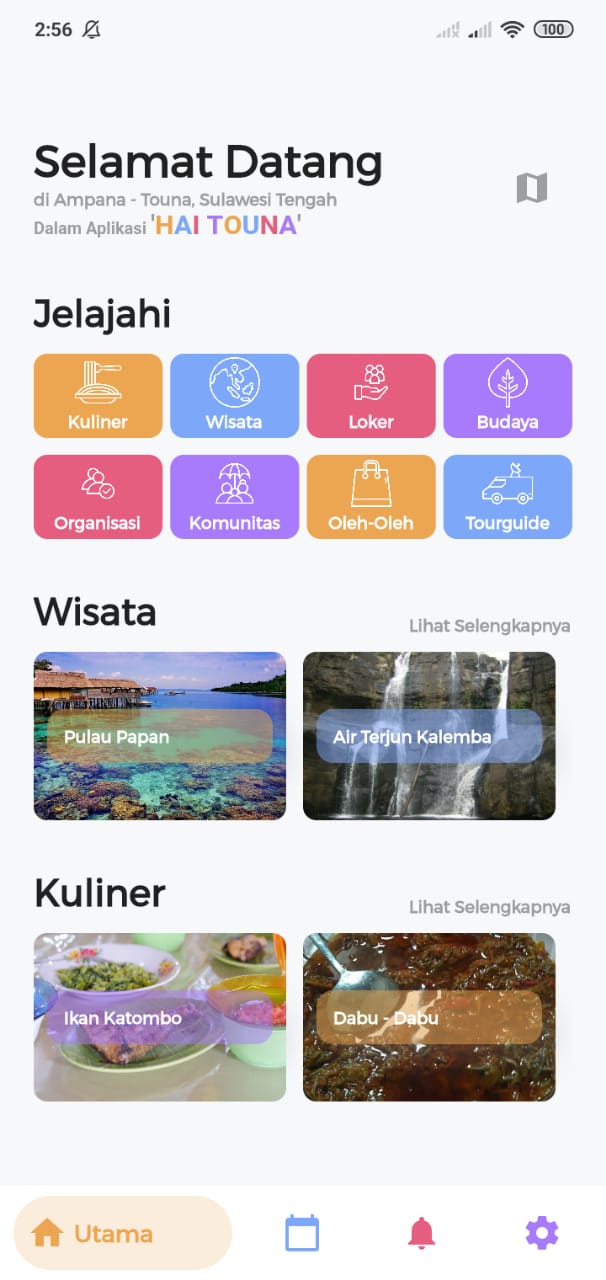 2:56
100
Selamat Datang
di Ampana - Touna, Sulawesi Tengah
Dalam Aplikasi 'HAI TOUNA'
Jelajahi
Kuliner Wisata Loker Budaya
Organisasi Komunitas Oleh-Oleh Tourguide
Wisata
Lihat Selengkapnya
Pulau Papan Air Terjun Kalemba
Kuliner
Lihat Selengkapnya
Ikan Katombo Dabu - Dabu
Utama